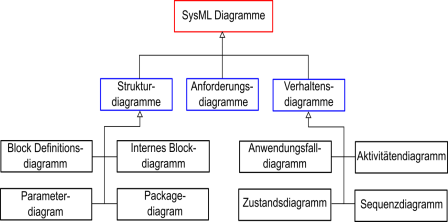 SysML Diagramme
Struktur-
diagramme
Anforderungs-
diagramme
Verhaltens-
diagramme
Block Definitions-
diagramm
Internes Block-
diagramm
Anwendungsfall-
diagramm
Aktivitätendiagramm
Parameter-
diagram
Package-
diagramm
Zustandsdiagramm
Sequenzdiagramm